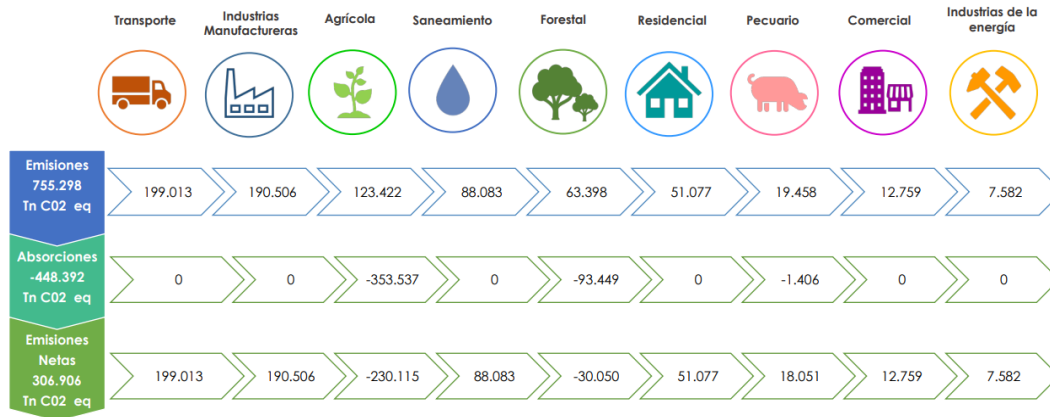 Transporte
Industrias
Manufactureras
Agrícola
Saneamiento
Forestal
Residencial
Pecuario
Comercial
Industrias de la
energía
Emisiones
755.298
Tn C02 eq
199.013
190.506
123.422
88.083
63.398
51.077
19.458
12.759
7.582
Absorciones
-448.392
Tn C02 eq
0
0
-353.537
0
-93.449
0
-1.406
0
0
Emisiones
Netas
306.906
Tn C02 eq
199.013
190.506
-230.115
88.083
-30.050
51.077
18.051
12.759
7.582